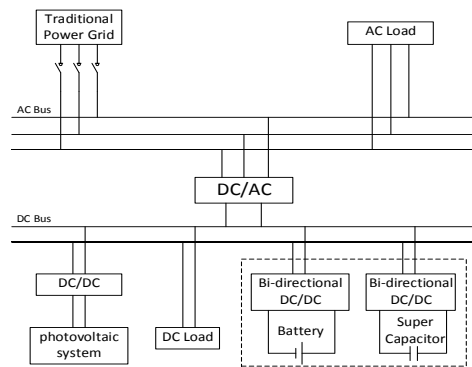 Traditional
Power Grid
AC Load
AC Bus
DC/AC
DC Bus
DC/DC
Bi-directional
DC/DC
Bi-directional
DC/DC
photovoltaic
system
DC Load
Battery
Super
Capacitor